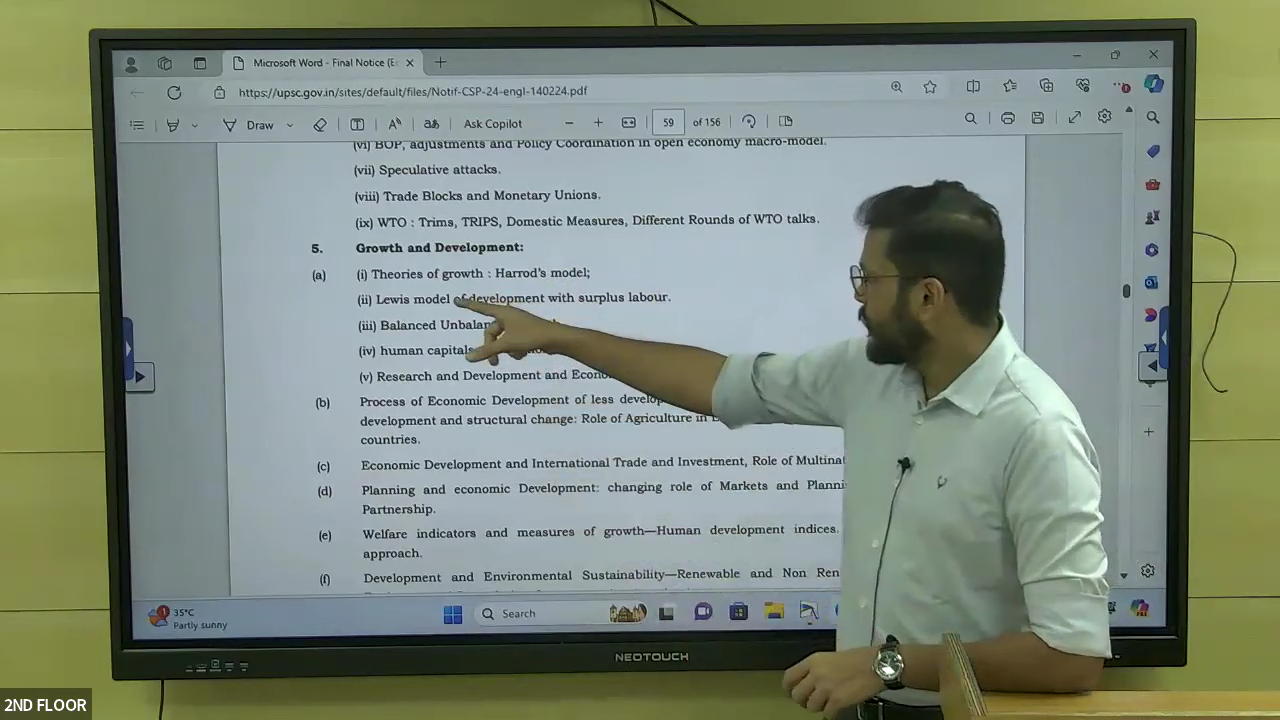 Microsoft Word - Final Notice (E
https://upsc.gov.in/sites/default/files/Notif-CSP-24-engl-140224.pdf
Draw
Ask Copilot
59 of 156
(vi) BOP, adjustments and Policy Coordination in open economy macro-model.
(vii) Speculative attacks.
(viii) Trade Blocks and Monetary Unions.
(ix) WTO : Trims, TRIPS, Domestic Measures, Different Rounds of WTO talks.
5. Growth and Development:
(a) (i) Theories of growth : Harrod's model;
(ii) Lewis model of development with surplus labour.
(iii) Balanced
(iv) human capitals
(v) Research and Development and
(b) Process of Economic Development of less
development and structural change: Role of Agriculture in
countries.
(c) Economic Development and International Trade and Investment, Role of
(d) Planning and economic Development: changing role of Markets and
Partnership.
(e) Welfare indicators and measures of growth—Human development indices.
approach.
(f) Development and Environmental Sustainability—Renewable and Non
35°C
Partly sunny
Search
NEOTOUCH
2ND FLOOR